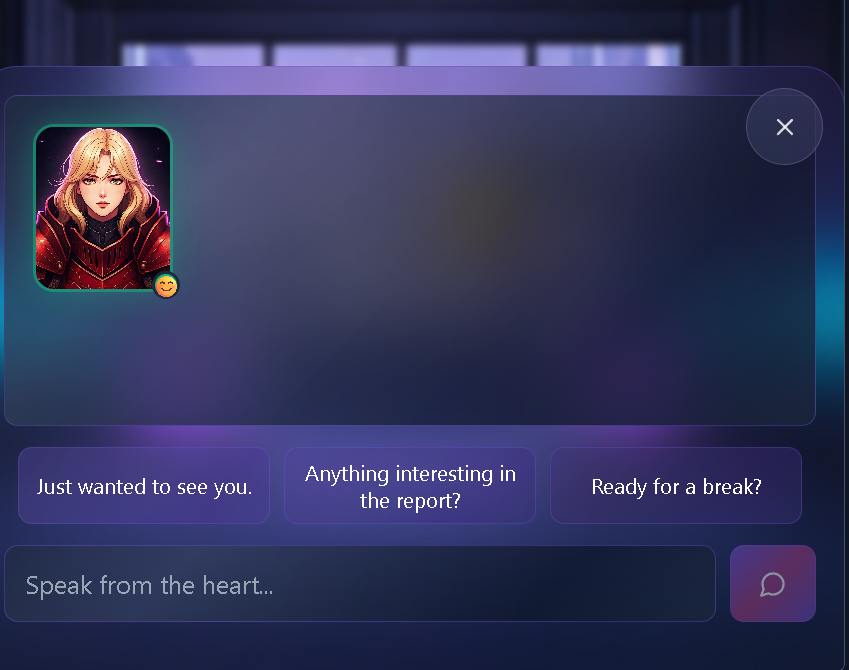 Just wanted to see you.
Anything interesting in
the report?
Ready for a break?
Speak from the heart...